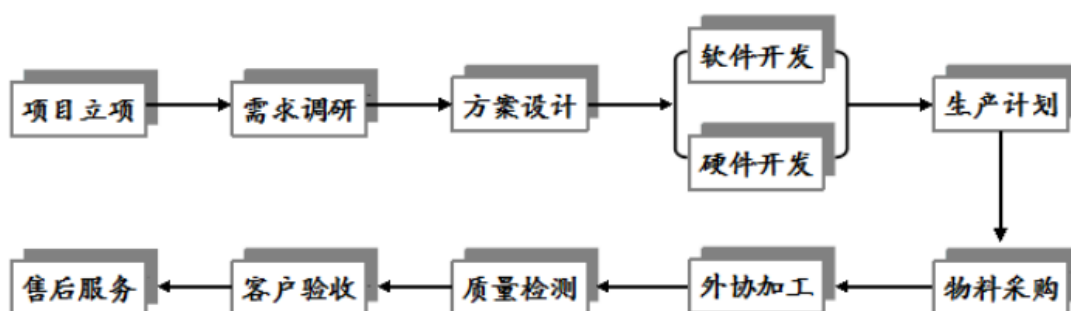 项目立项
需求调研
方案设计
软件开发
硬件开发
生产计划
物料采购
外协加工
质量检测
客户验收
售后服务